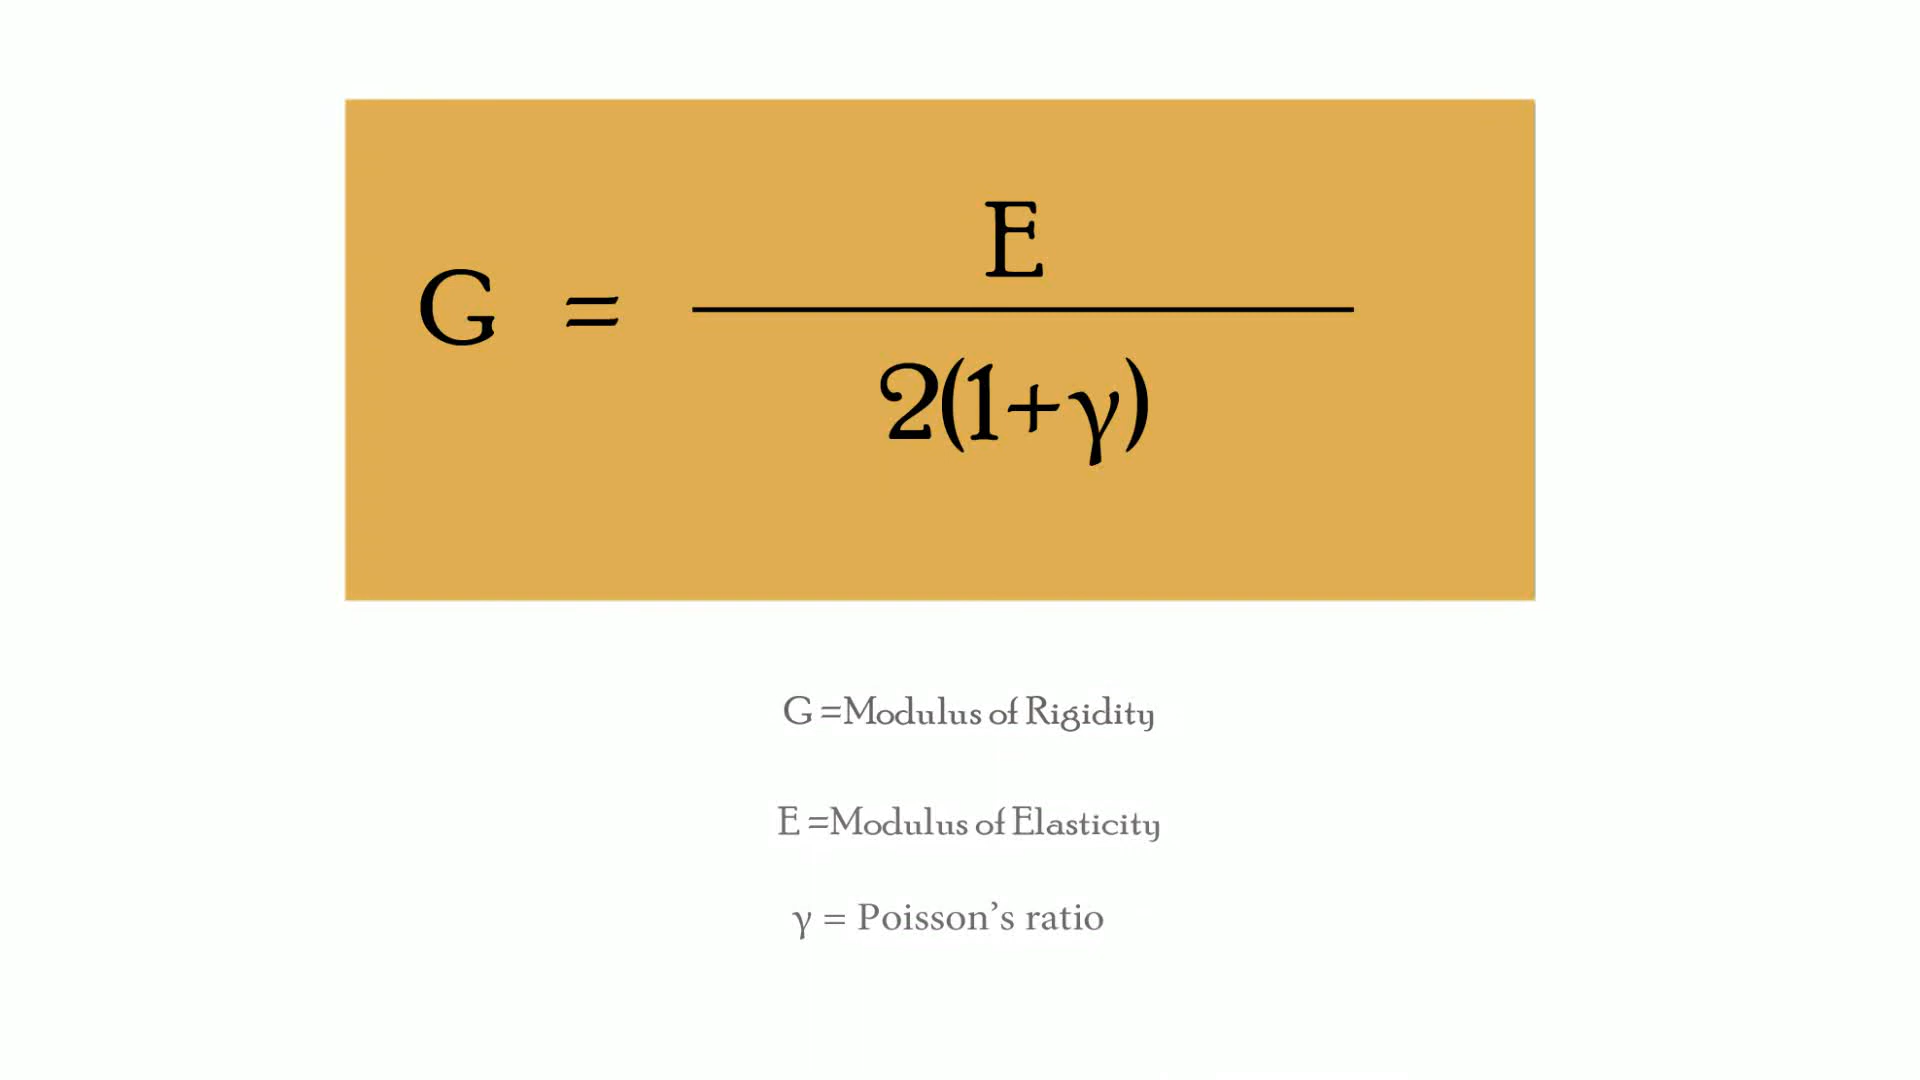 G = E
2(1+γ)
G =Modulus of Rigidity
E =Modulus of Elasticity
γ = Poisson’s ratio